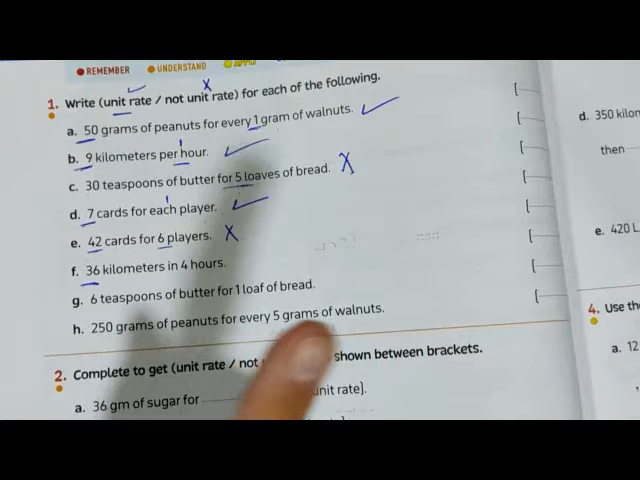 REMEMBER UNDERSTAND APPLY
1. Write (unit rate / not unit rate) for each of the following.
a. 50 grams of peanuts for every 1 gram of walnuts.
b. 9 kilometers per hour.
c. 30 teaspoons of butter for 5 loaves of bread.
d. 7 cards for each player.
e. 42 cards for 6 players.
f. 36 kilometers in 4 hours.
g. 6 teaspoons of butter for 1 loaf of bread.
h. 250 grams of peanuts for every 5 grams of walnuts.
2. Complete to get (unit rate / not shown between brackets.
a. 36 gm of sugar for unit rate].
d. 350 kilon
then
e. 420 L
4. Use the
a. 12